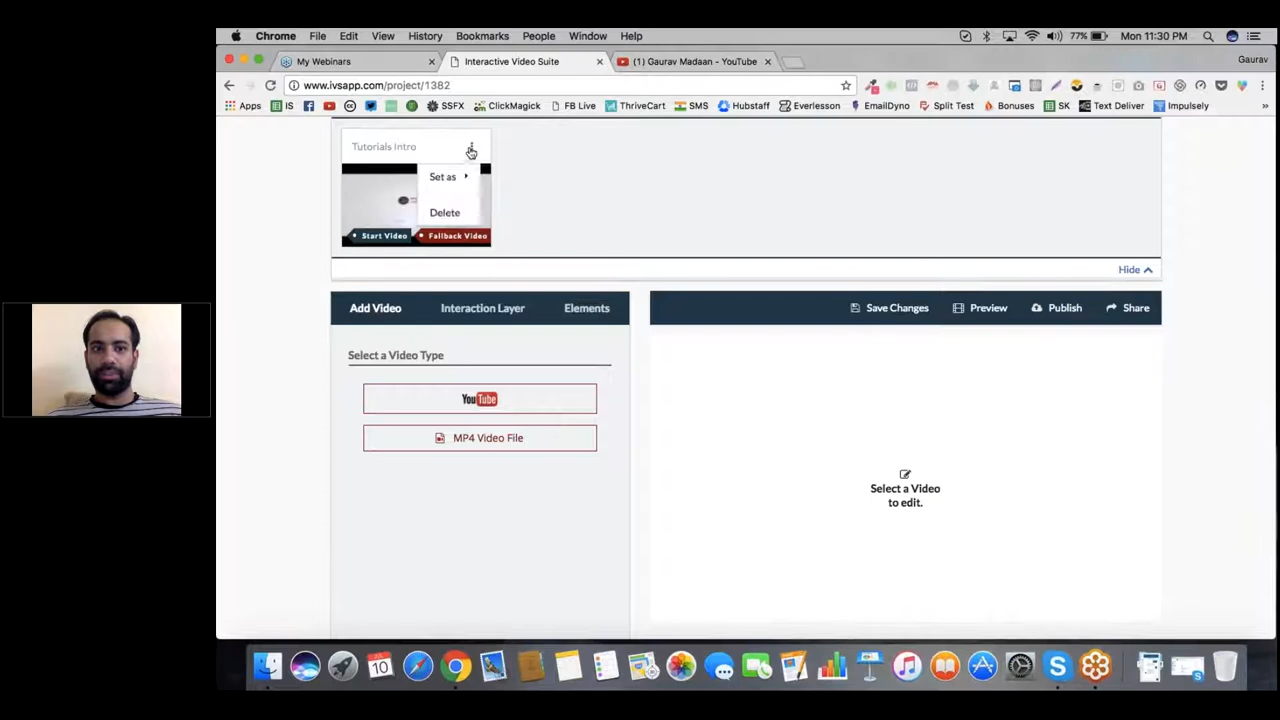 Chrome File Edit View History Bookmarks People Window Help 77% Mon 11:30 PM
My Webinars Interactive Video Suite (1) Gaurav Madaan - YouTube Gaurav
www.ivsapp.com/project/1382
Apps IS FB SSFX ClickMagick FB Live ThriveCart SMS Hubstaff Everlesson EmailDyno Split Test Bonuses SK Text Deliver Impulsely »
Tutorials Intro
Set as
Delete
Start Video Fallback Video
Hide
Add Video Interaction Layer Elements Save Changes Preview Publish Share
Select a Video Type
YouTube
MP4 Video File
Select a Video
to edit.
10